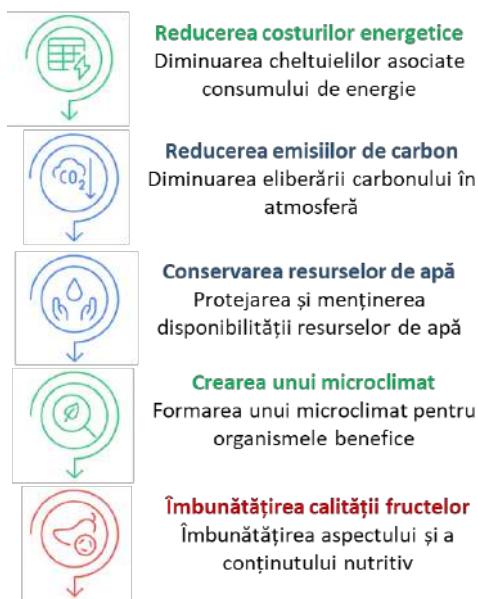 Reducerea costurilor energetice
Diminuarea cheltuielilor asociate
consumului de energie
CO2
Reducerea emisiilor de carbon
Diminuarea eliberării carbonului în
atmosferă
Conservarea resurselor de apă
Protejarea și menținerea
disponibilității resurselor de apă
Crearea unui microclimat
Formarea unui microclimat pentru
organismele benefice
Îmbunătățirea calității fructelor
Îmbunătățirea aspectului și a
conținutului nutritiv